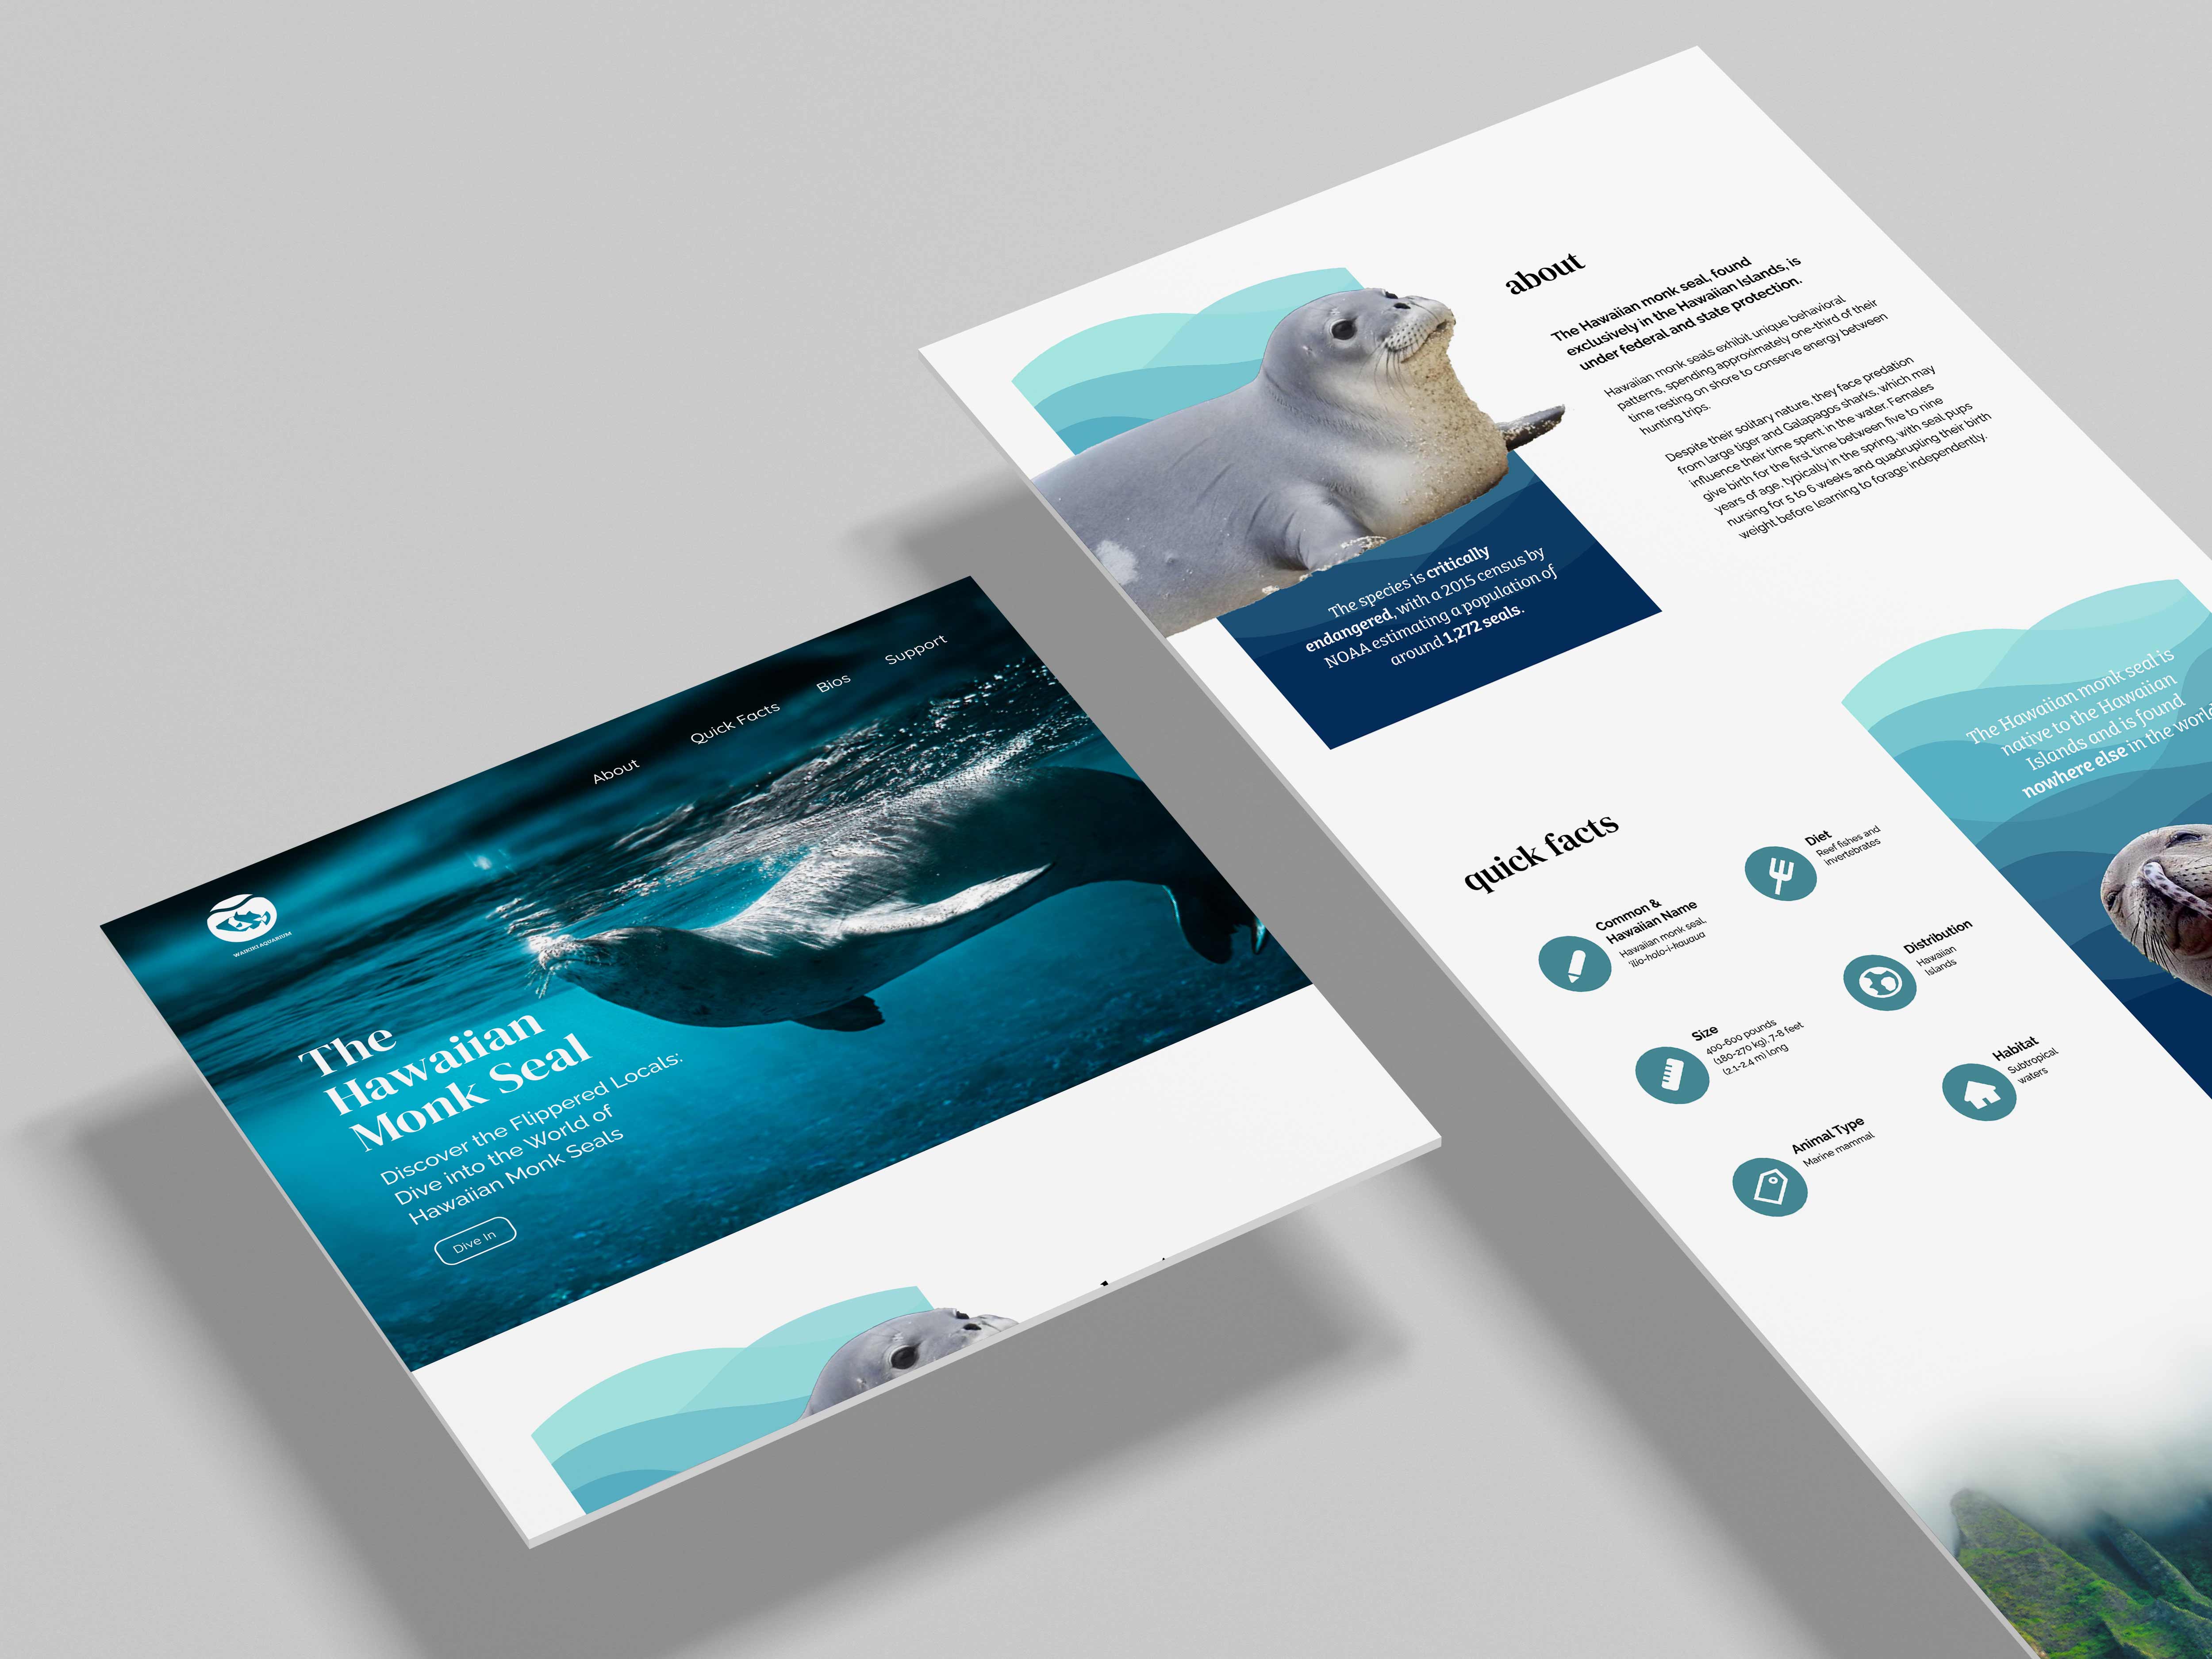 About
Quick Facts
Bios
Support
WAIKIKI AQUARIUM
The
Hawaiian
Monk Seal
Discover the Flippered Locals:
Dive into the World of
Hawaiian Monk Seals
Dive In
about
The Hawaiian monk seal, found
exclusively in the Hawaiian Islands, is
under federal and state protection.
Hawaiian monk seals exhibit unique behavioral
patterns, spending approximately one-third of their
time resting on shore to conserve energy between
hunting trips.
Despite their solitary nature, they face predation
from large tiger and Galapagos sharks, which may
influence their time spent in the water. Females
give birth for the first time between five to nine
years of age, typically in the spring, with seal pups
nursing for 5 to 6 weeks and quadrupling their birth
weight before learning to forage independently.
The species is critically
endangered, with a 2015 census by
NOAA estimating a population of
around 1,272 seals.
quick facts
Common &
Hawaiian Name
Hawaiian monk seal,
'īlio-holo-i-kauaua
Diet
Reef fishes and
invertebrates
Size
400-600 pounds
(180-270 kg), 7-8 feet
(2.1-2.4 m) long
Distribution
Hawaiian
Islands
Animal Type
Marine mammal
Habitat
Subtropical
waters
The Hawaiian monk seal is
native to the Hawaiian
Islands and is found
nowhere else in the world